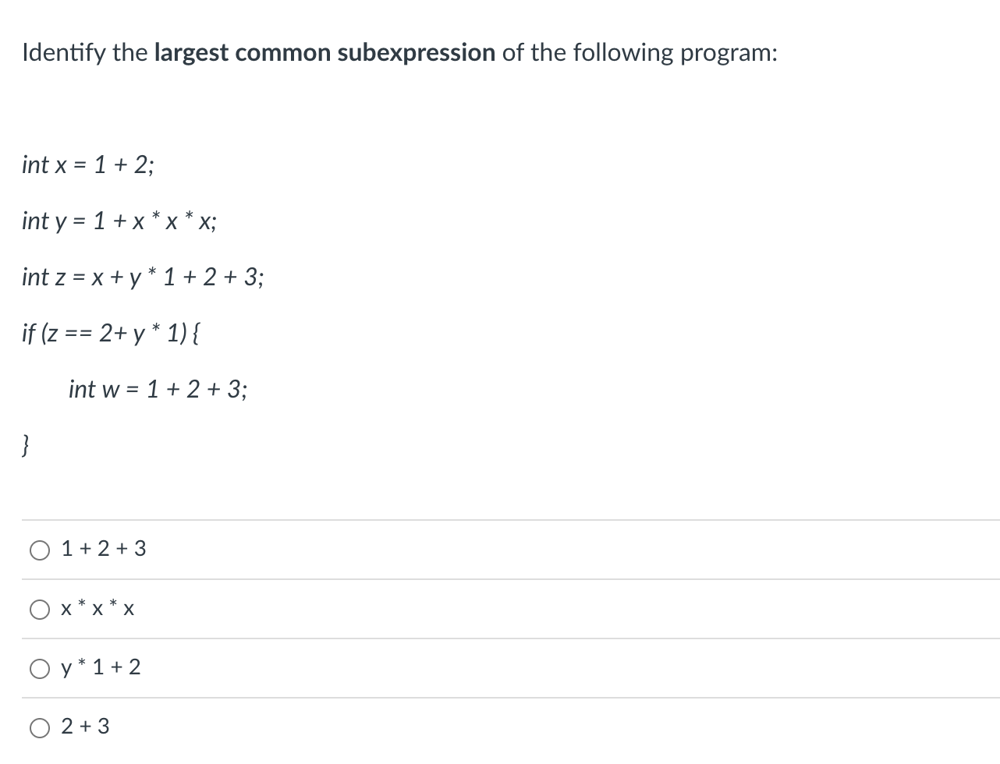 Identify the largest common subexpression of the following program:
int x = 1 + 2;
int y = 1 + x * x * x;
int z = x + y * 1 + 2 + 3;
if (z == 2+ y * 1) {
int w = 1 + 2 + 3;
}
1 + 2 + 3
x * x * x
y * 1 + 2
2 + 3